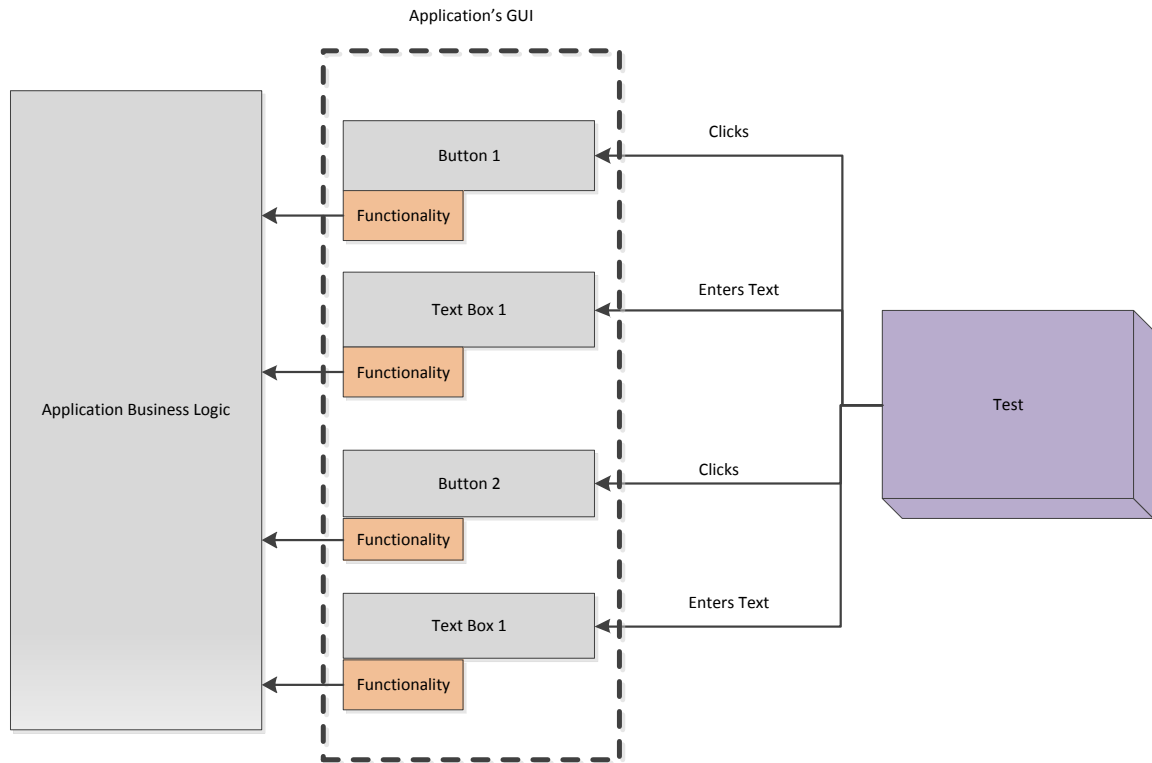 Application’s GUI
Button 1
Clicks
Functionality
Text Box 1
Enters Text
Functionality
Application Business Logic
Test
Button 2
Clicks
Functionality
Text Box 1
Enters Text
Functionality